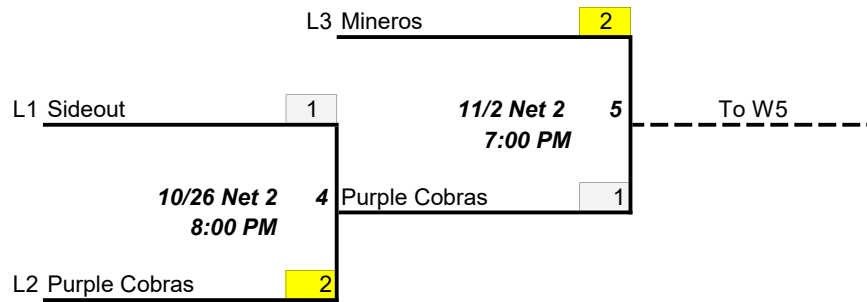 L3 Mineros 2
L1 Sideout 1
11/2 Net 2 5
7:00 PM
To W5
10/26 Net 2 4
8:00 PM
Purple Cobras 1
L2 Purple Cobras 2